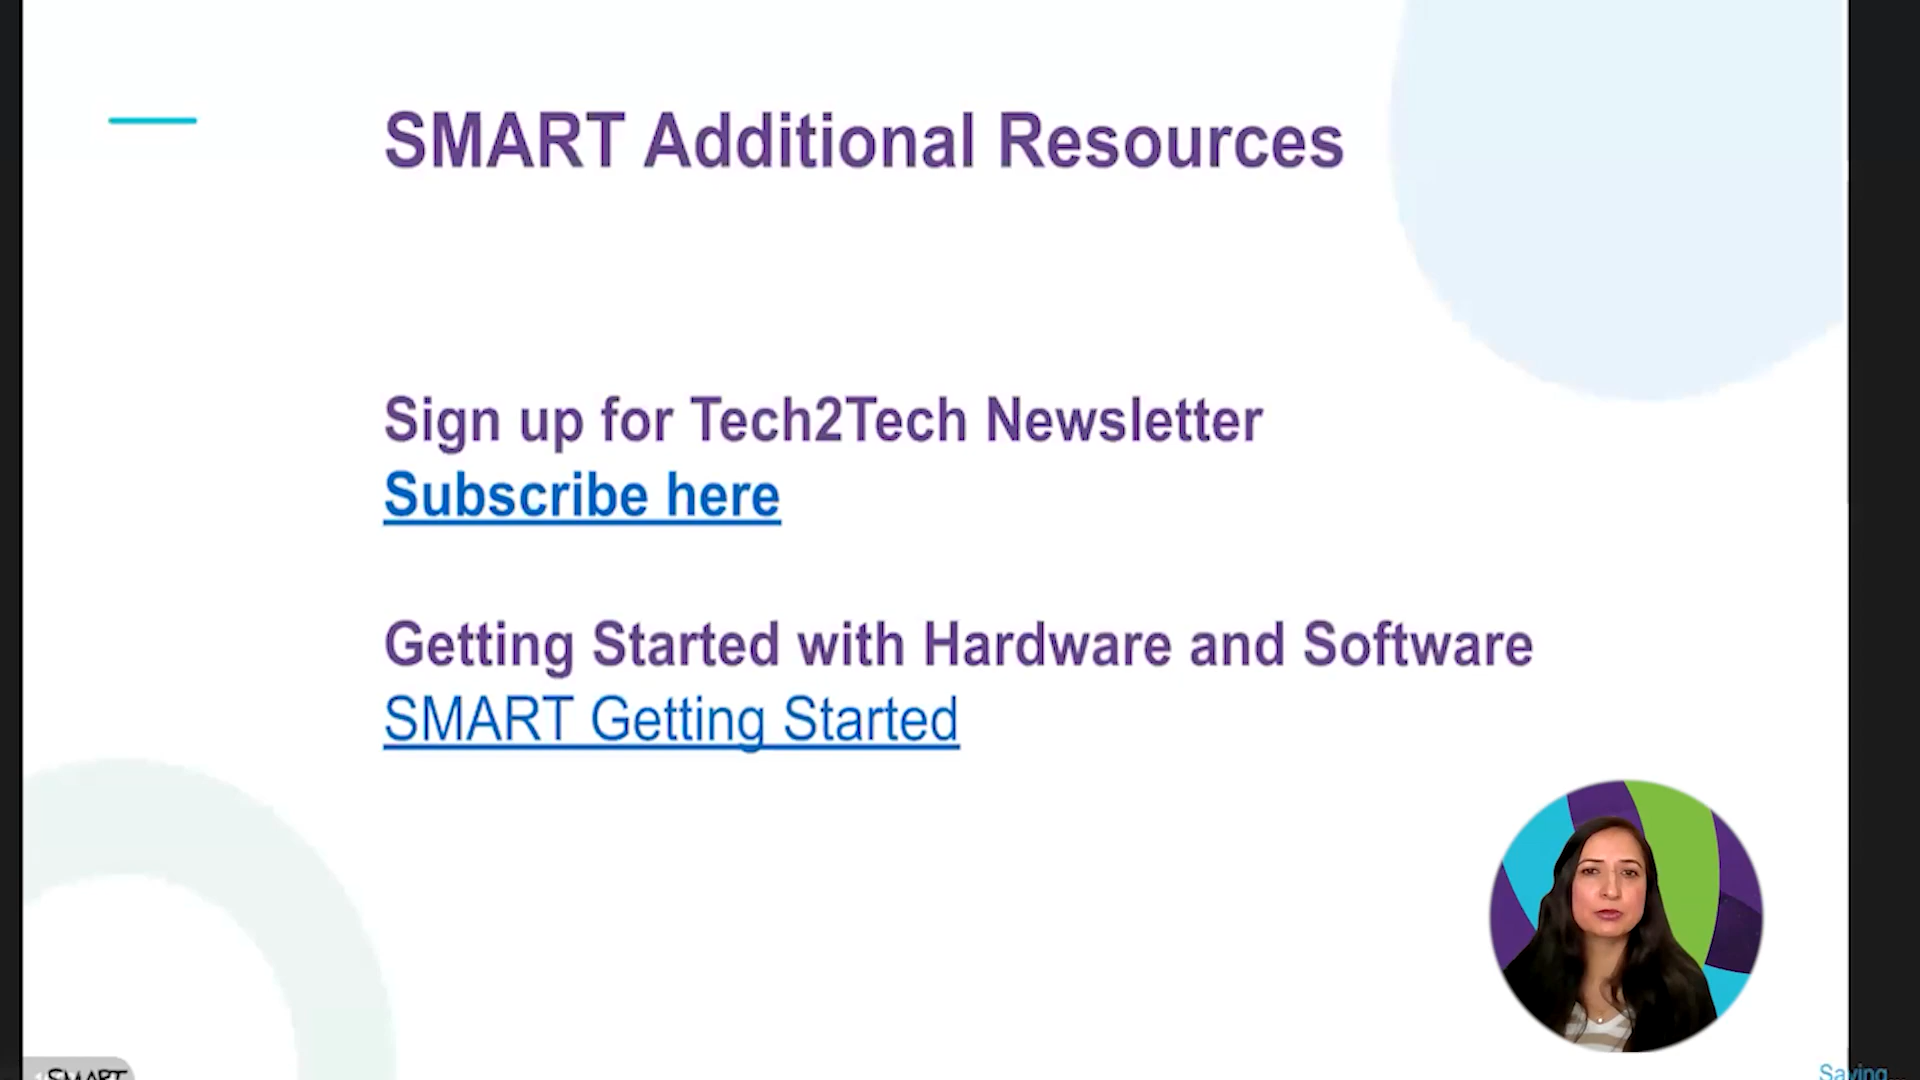 SMART Additional Resources
Sign up for Tech2Tech Newsletter
Subscribe here
Getting Started with Hardware and Software
SMART Getting Started
SMART
Saving